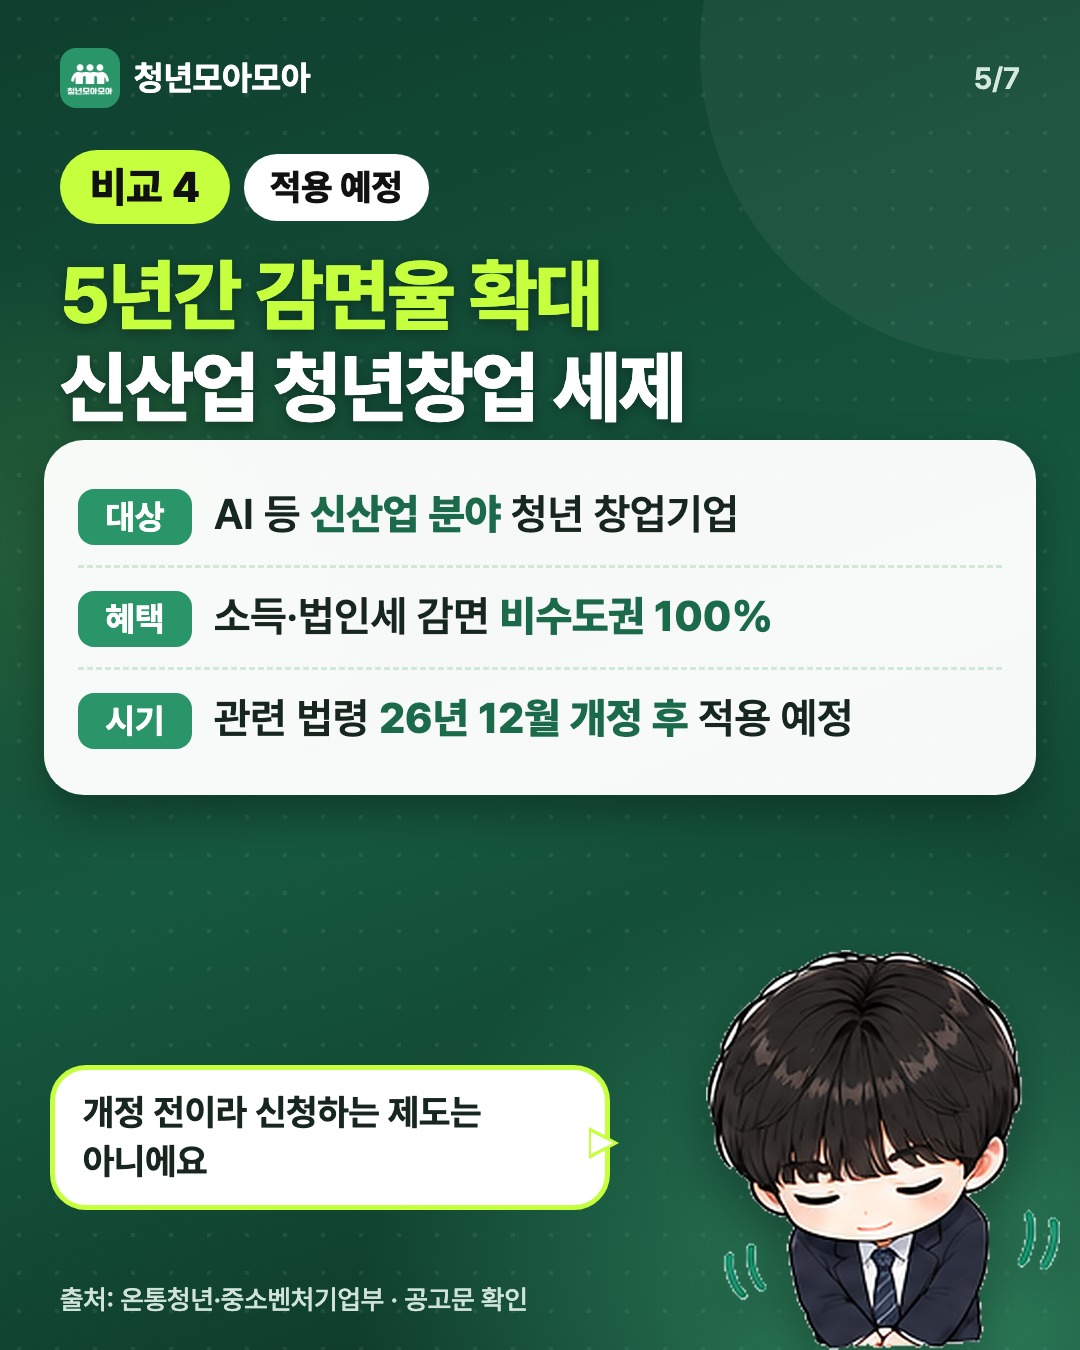 청년모아모아
청년모아모아
5/7
비교 4
적용 예정
5년간 감면율 확대
신산업 청년창업 세제
대상
AI 등 신산업 분야 청년 창업기업
혜택
소득·법인세 감면 비수도권 100%
시기
관련 법령 26년 12월 개정 후 적용 예정
개정 전이라 신청하는 제도는
아니에요
출처: 온통청년·중소벤처기업부 · 공고문 확인